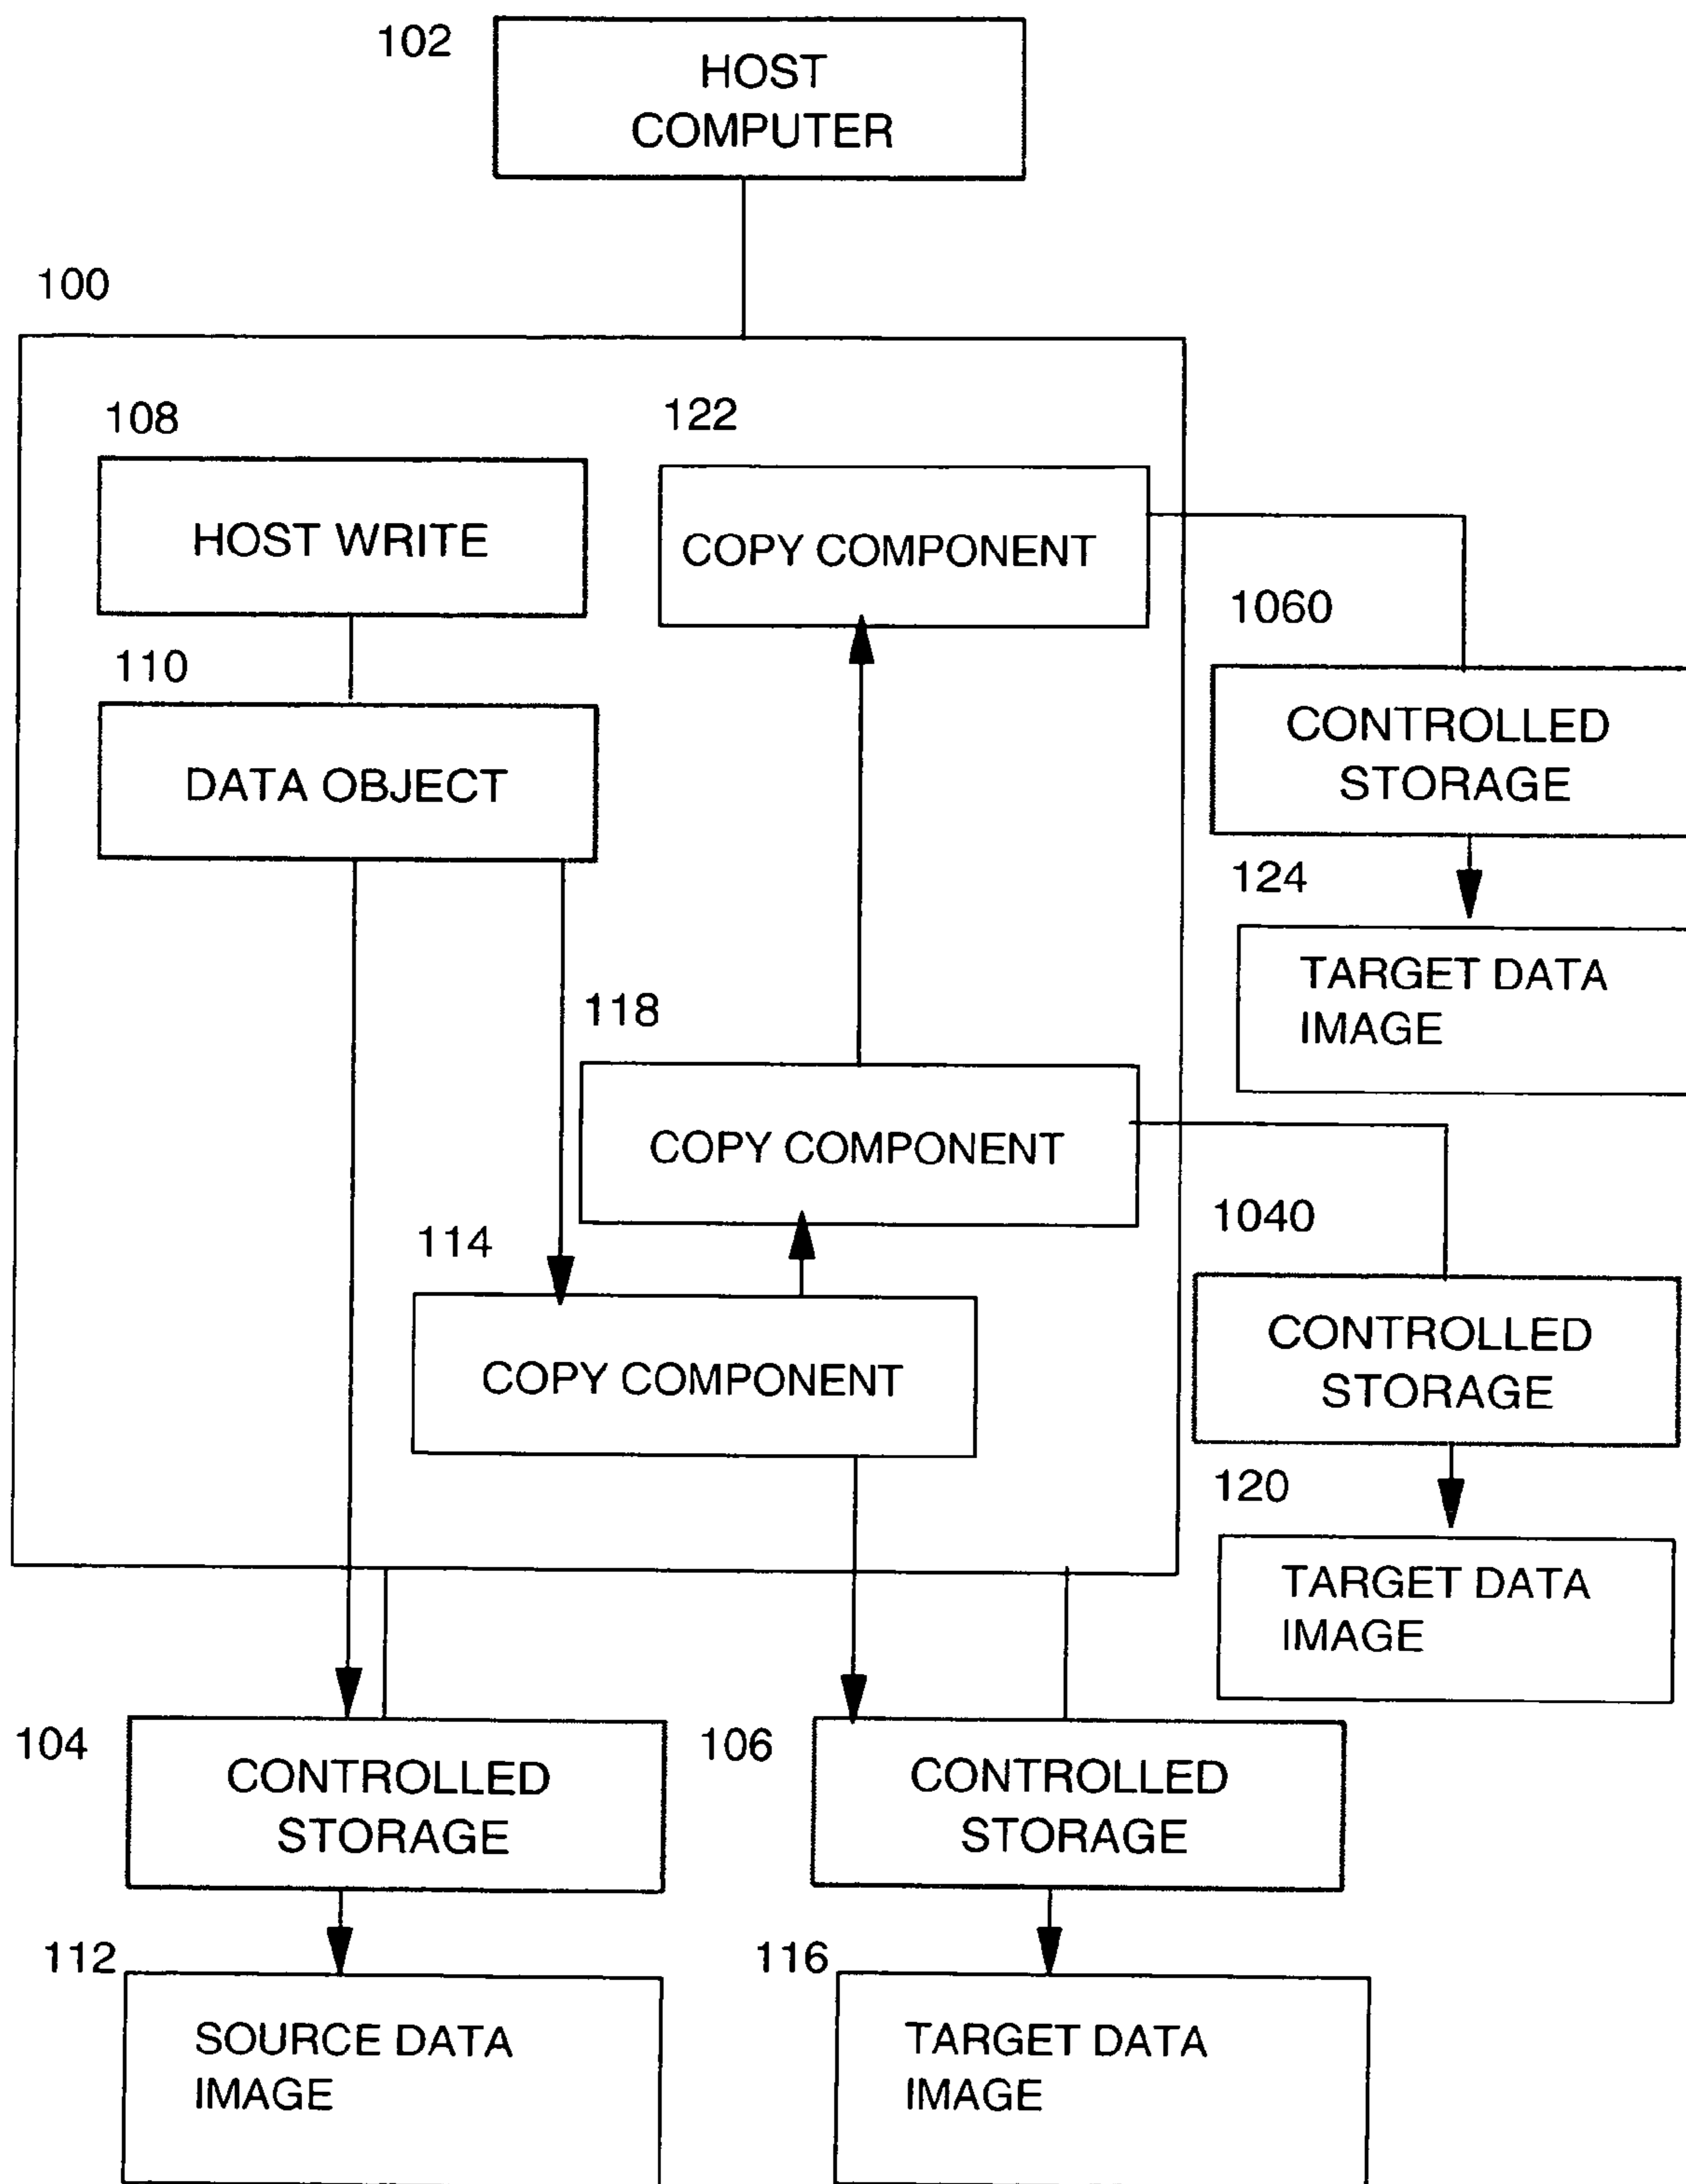 102
HOST
COMPUTER
100
108
122
HOST WRITE
COPY COMPONENT
1060
110
CONTROLLED
STORAGE
DATA OBJECT
124
TARGET DATA
IMAGE
118
COPY COMPONENT
1040
114
CONTROLLED
STORAGE
COPY COMPONENT
120
TARGET DATA
IMAGE
104
CONTROLLED
STORAGE
106
CONTROLLED
STORAGE
112
SOURCE DATA
IMAGE
116
TARGET DATA
IMAGE